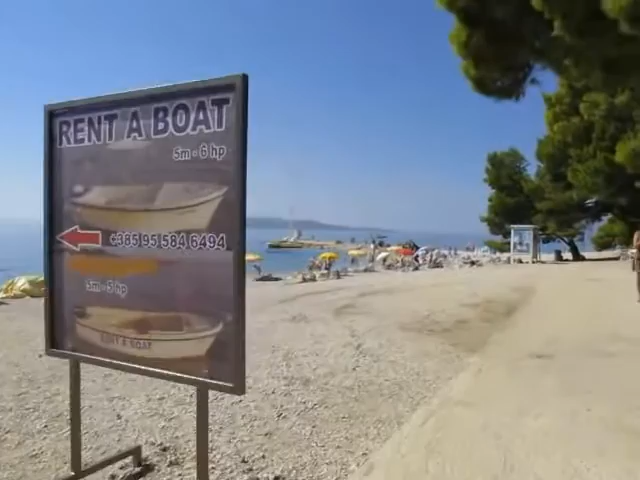 RENT A BOAT
5m - 6 hp
+385 95 584 6494
5m - 5 hp
RENT A BOAT